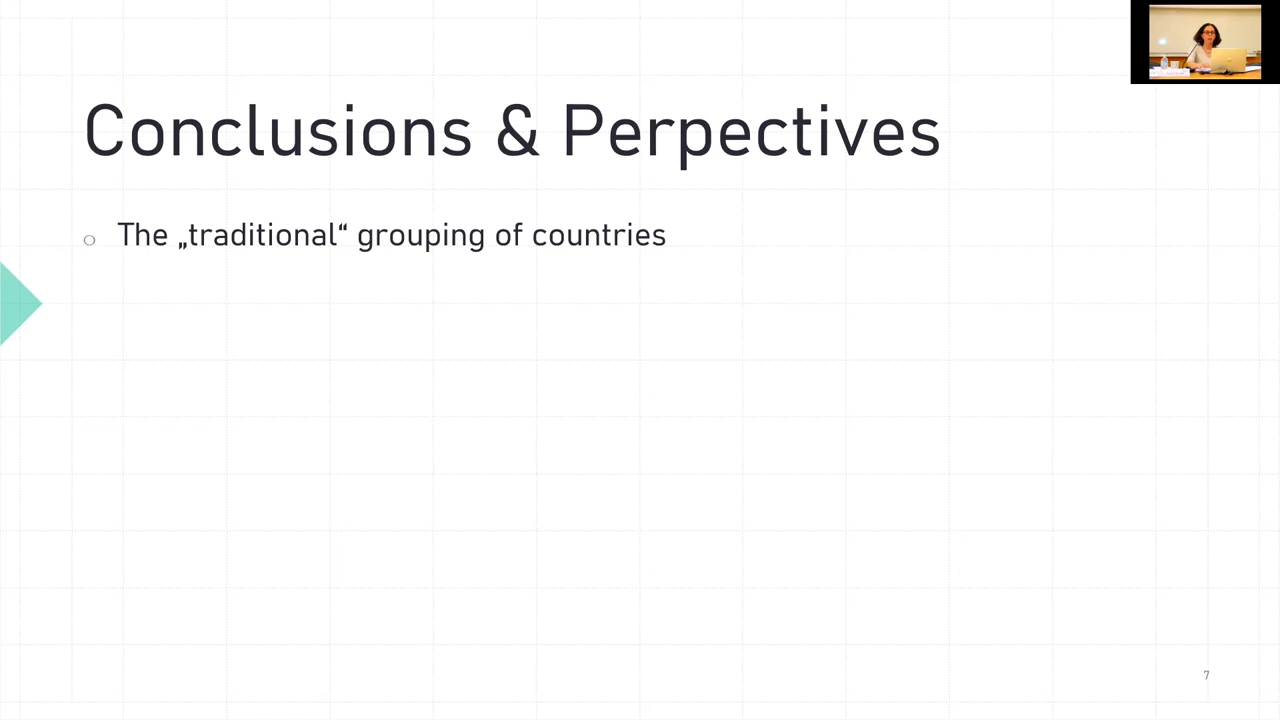 Conclusions & Perpectives
o The „traditional“ grouping of countries
7